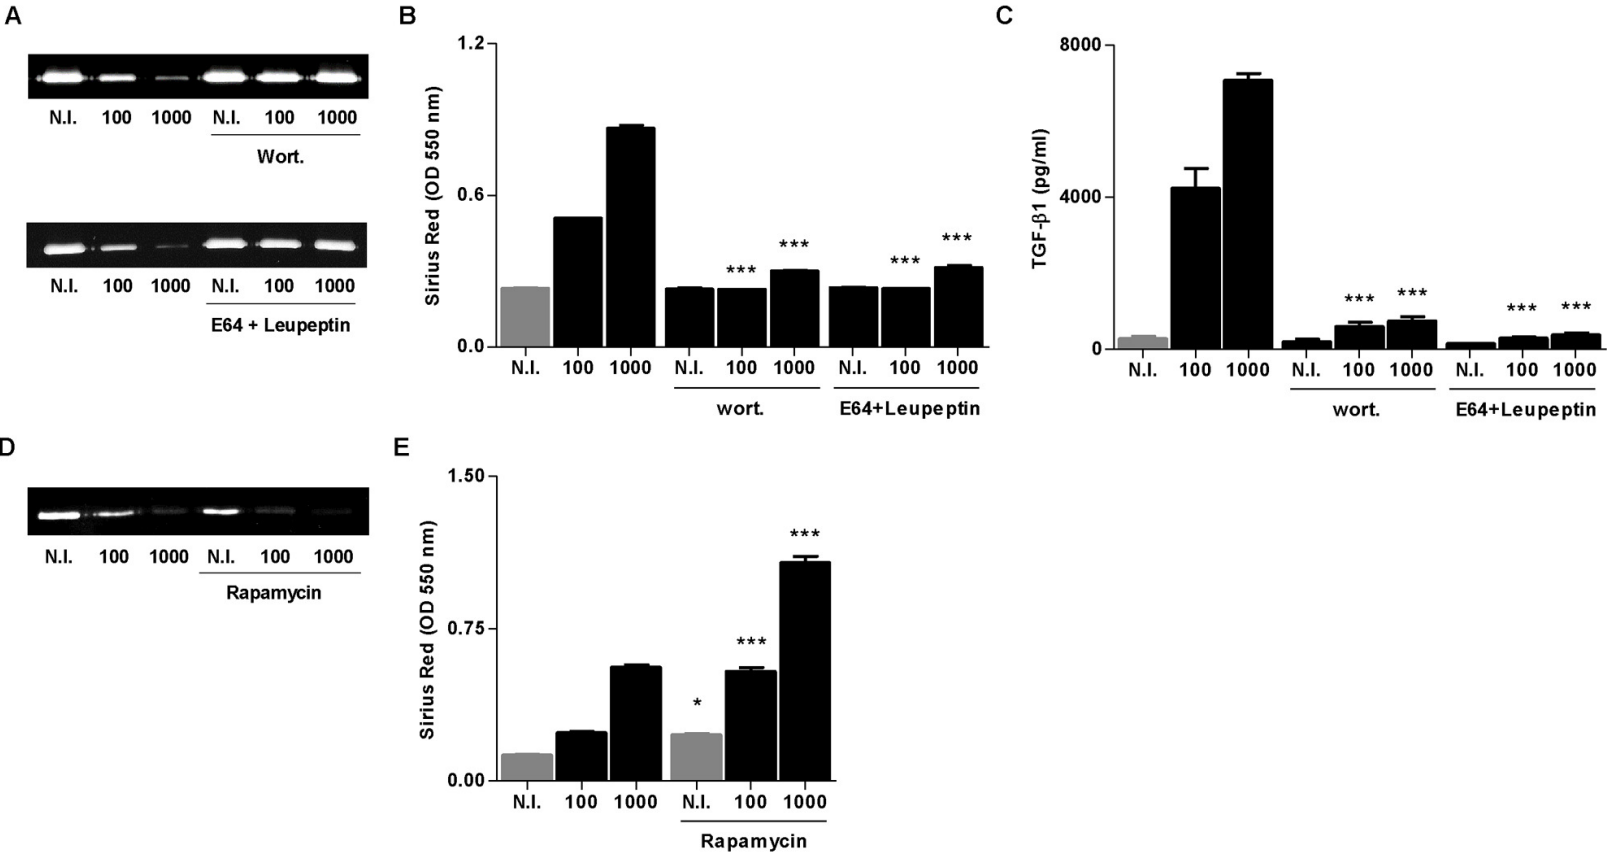 A
N.I. 100 1000 N.I. 100 1000
Wort.
N.I. 100 1000 N.I. 100 1000
E64 + Leupeptin
B
Sirius Red (OD 550 nm)
1.2
0.6
0.0
*** *** *** ***
N.I. 100 1000 N.I. 100 1000 N.I. 100 1000
wort. E64+Leupeptin
C
TGF-β1 (pg/ml)
8000
4000
0
*** *** *** ***
N.I. 100 1000 N.I. 100 1000 N.I. 100 1000
wort. E64+Leupeptin
D
N.I. 100 1000 N.I. 100 1000
Rapamycin
E
Sirius Red (OD 550 nm)
1.50
0.75
0.00
* *** ***
N.I. 100 1000 N.I. 100 1000
Rapamycin